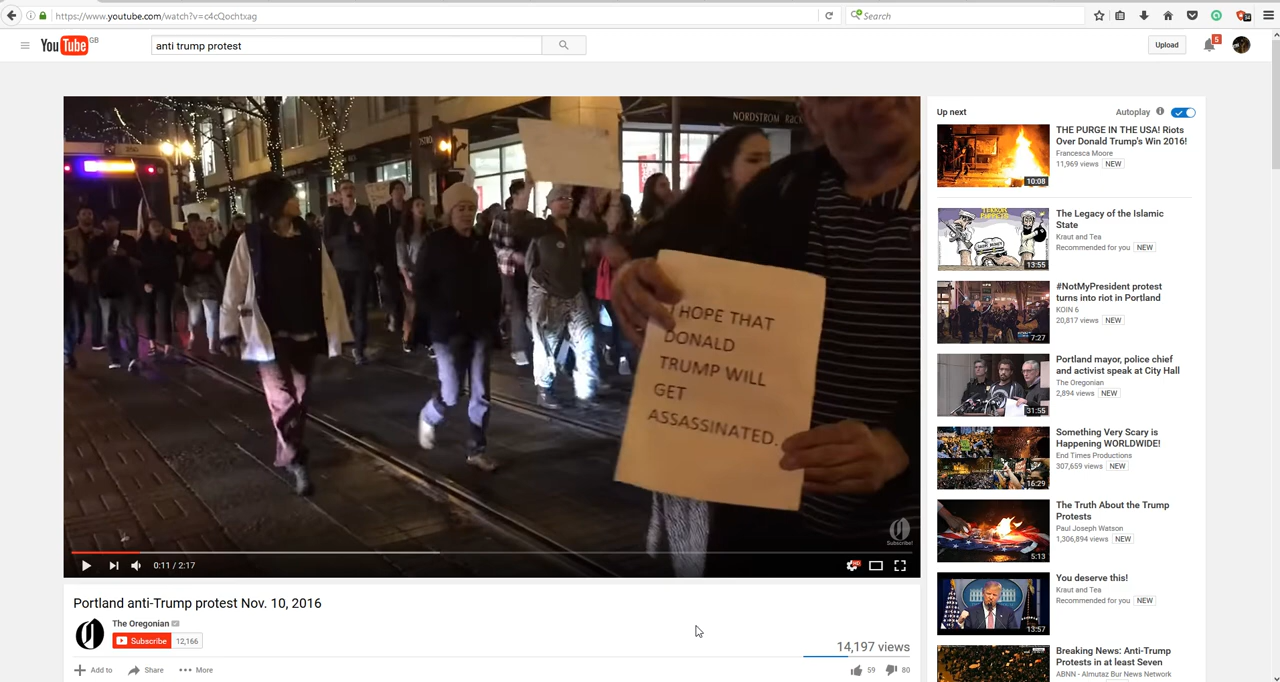 https://www.youtube.com/watch?v=c4cQochtxag
Search
34
YouTube GB
anti trump protest
Upload
5
NORDSTROM RACK
I HOPE THAT
DONALD
TRUMP WILL
GET
ASSASSINATED.
Subscribe!
0:11 / 2:17
HD
Portland anti-Trump protest Nov. 10, 2016
The Oregonian
Subscribe 12,166
14,197 views
Add to Share More
59 80
Up next
Autoplay
THE PURGE IN THE USA! Riots
Over Donald Trump's Win 2016!
Francesca Moore
11,969 views NEW
10:08
The Legacy of the Islamic
State
Kraut and Tea
Recommended for you NEW
13:55
#NotMyPresident protest
turns into riot in Portland
KOIN 6
20,817 views NEW
7:27
Portland mayor, police chief
and activist speak at City Hall
The Oregonian
2,894 views NEW
31:55
Something Very Scary is
Happening WORLDWIDE!
End Times Productions
307,659 views NEW
16:29
The Truth About the Trump
Protests
Paul Joseph Watson
1,306,894 views NEW
5:13
You deserve this!
Kraut and Tea
Recommended for you NEW
13:57
Breaking News: Anti-Trump
Protests in at least Seven
ABNN - Almutaz Bur News Network